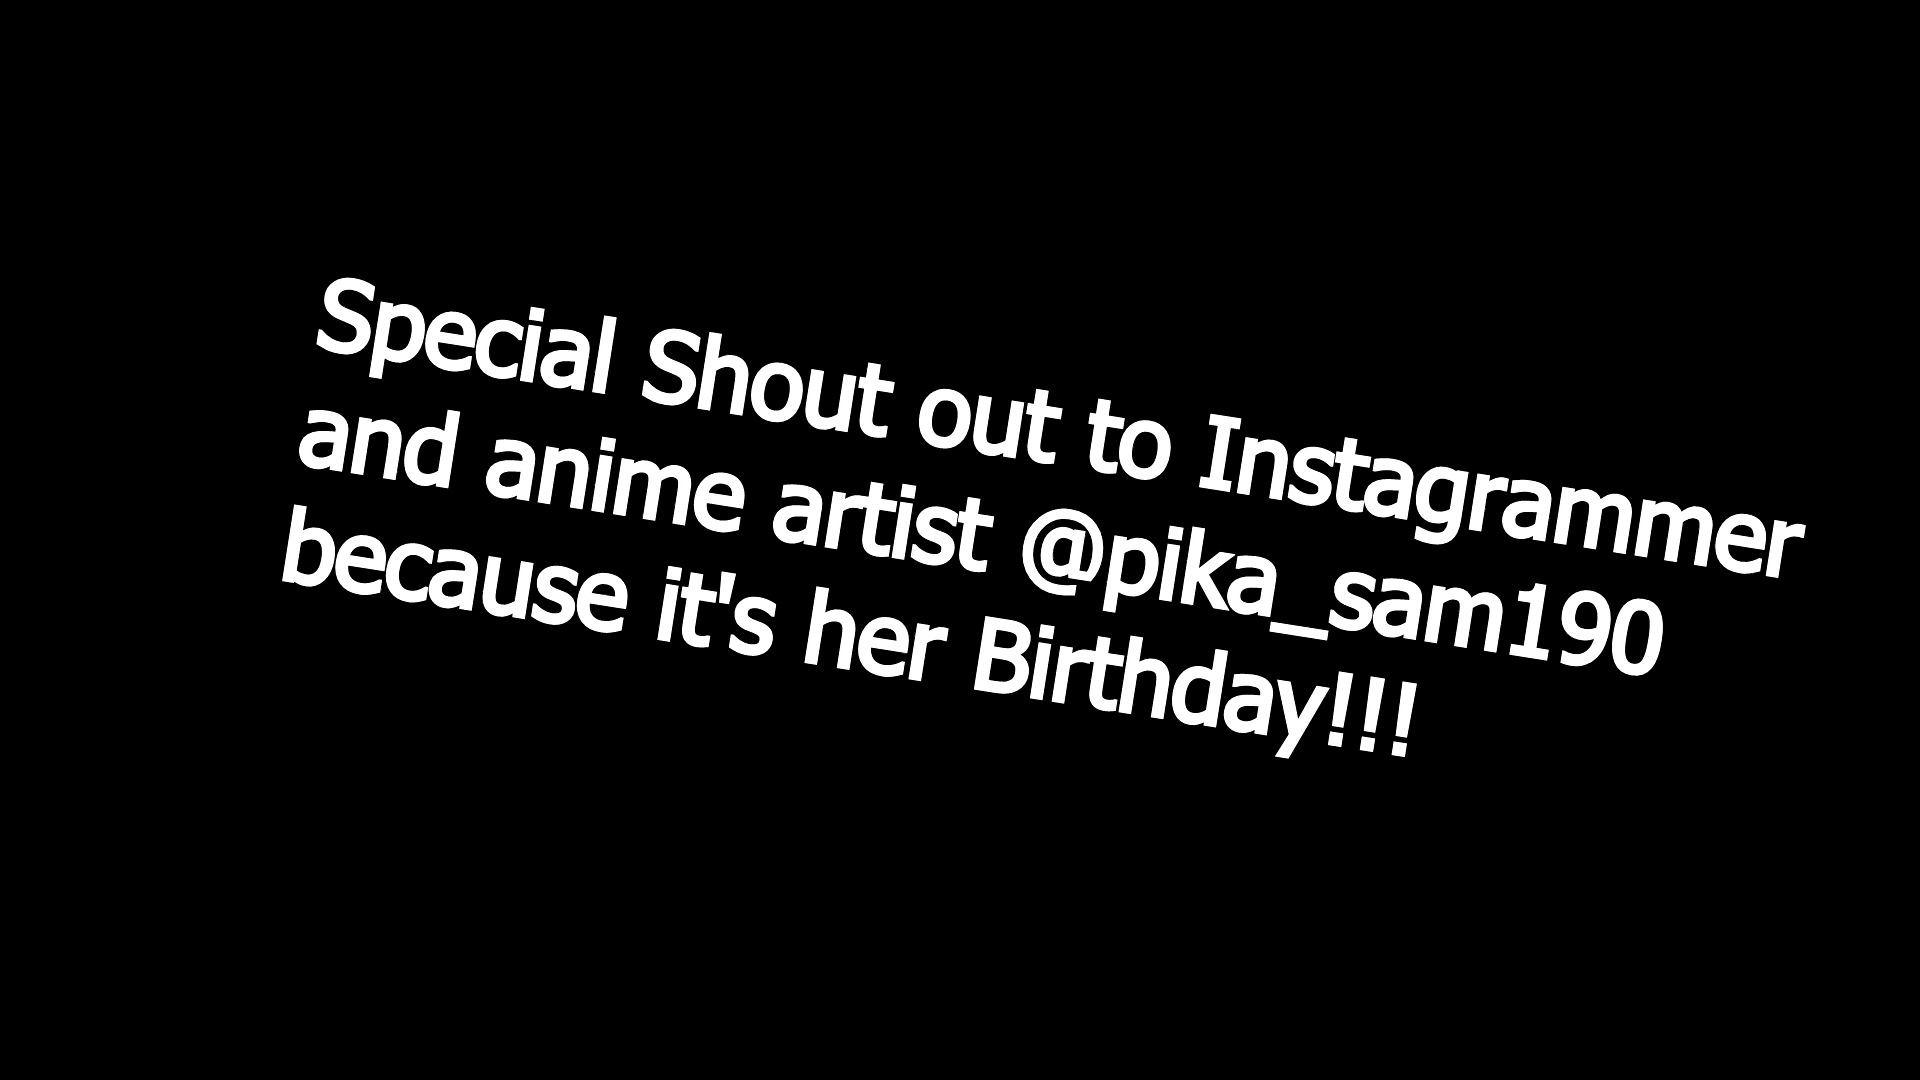 Special Shout out to Instagrammer
and anime artist @pika_sam190
because it's her Birthday!!!